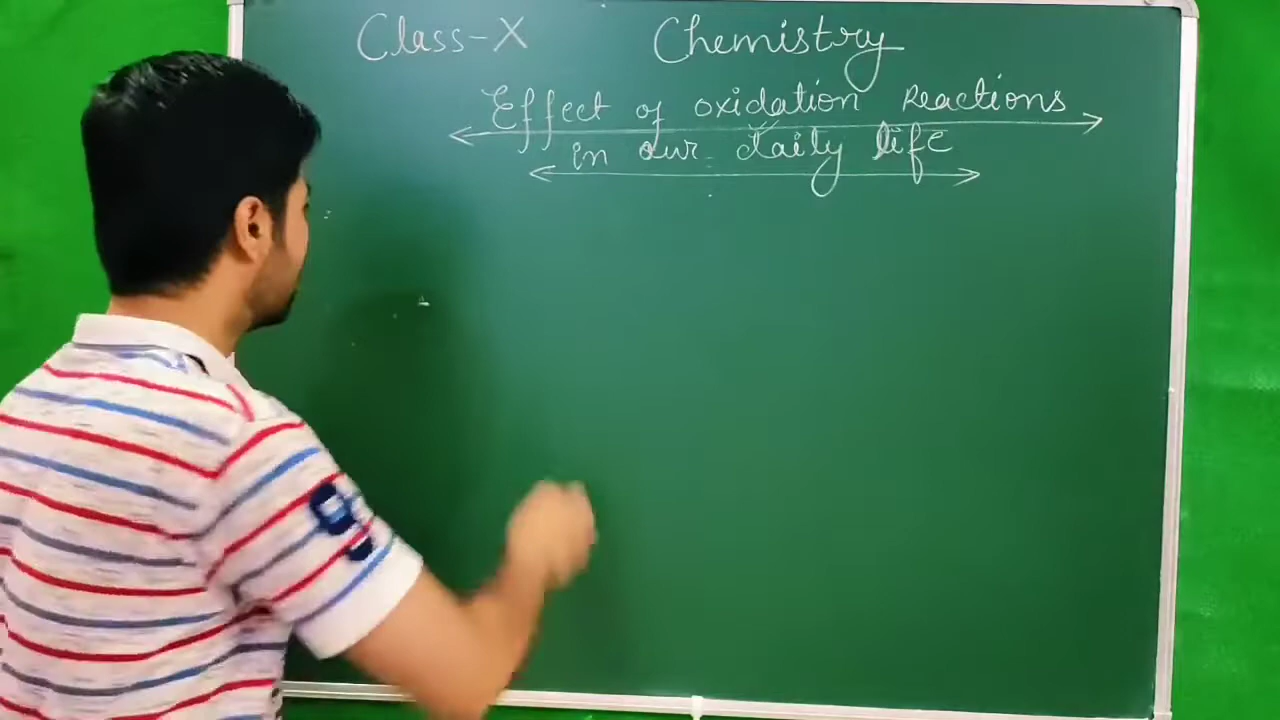 Class-X Chemistry
Effect of oxidation Reactions
in our daily life